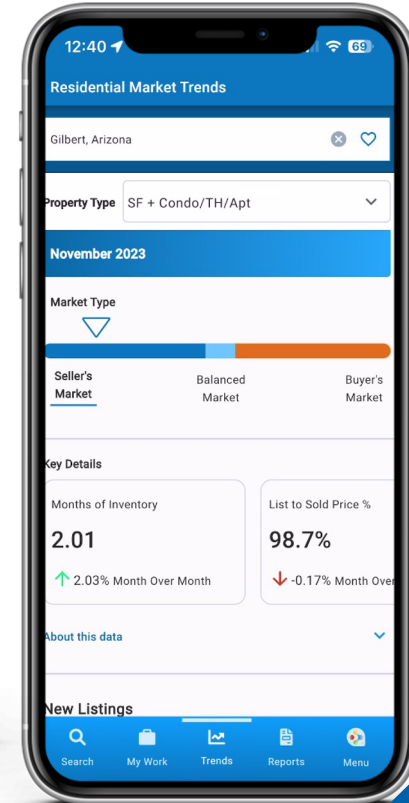 12:40
69
Residential Market Trends
Gilbert, Arizona
Property Type SF + Condo/TH/Apt
November 2023
Market Type
Seller's Market
Balanced Market
Buyer's Market
Key Details
Months of Inventory
2.01
2.03% Month Over Month
List to Sold Price %
98.7%
-0.17% Month Over
About this data
New Listings
Search My Work Trends Reports Menu